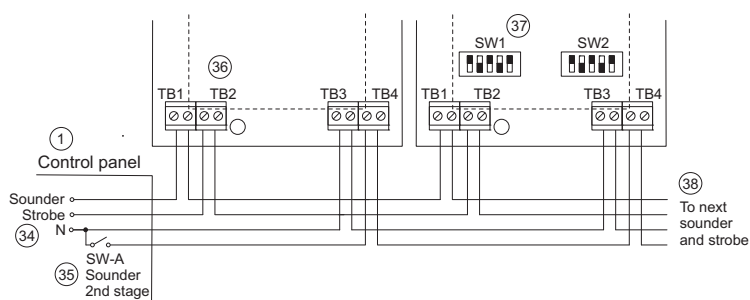 37
SW1 SW2
36
TB1 TB2 TB3 TB4 TB1 TB2 TB3 TB4
1
Control panel
Sounder
Strobe
34 N
38
To next
sounder
and strobe
35 SW-A
Sounder
2nd stage